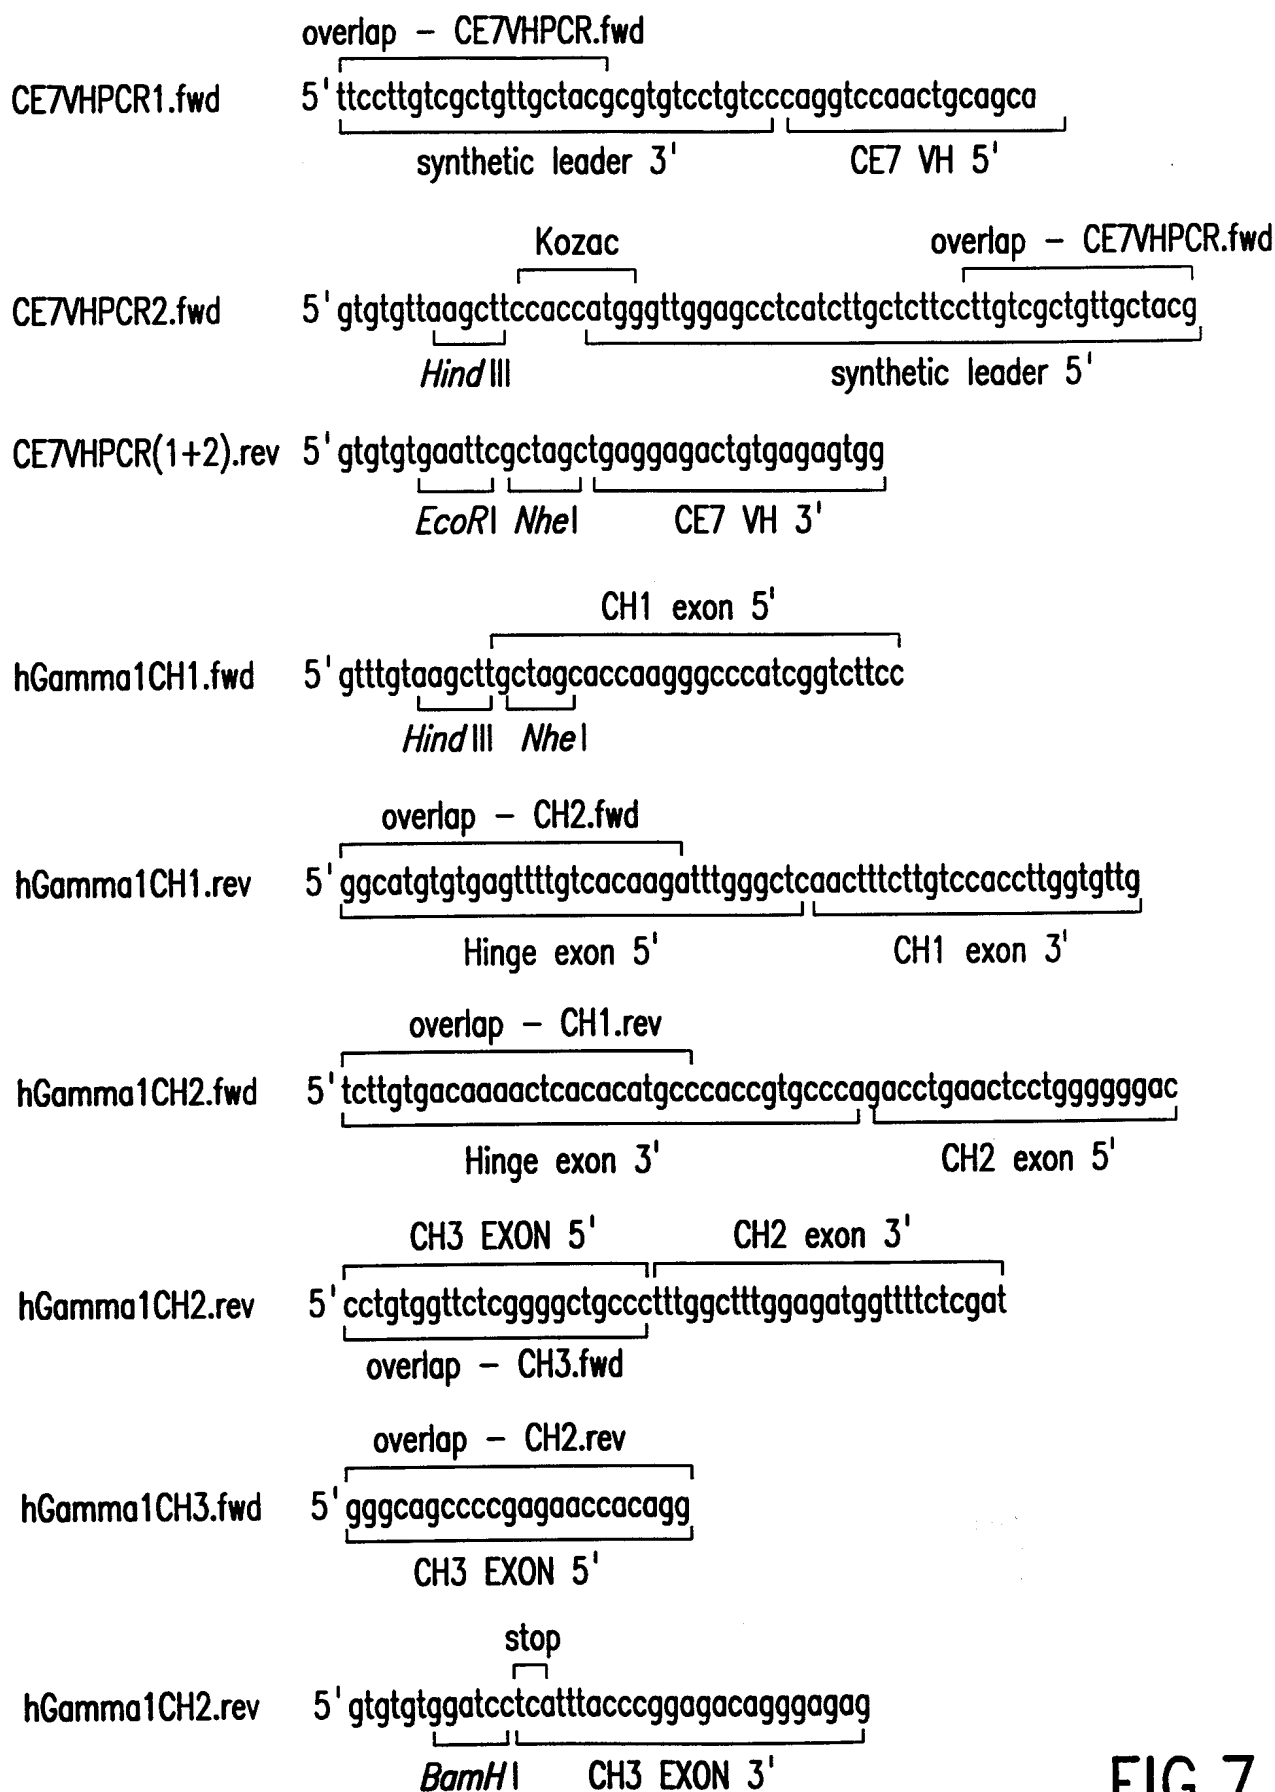 overlap – CE7VHPCR.fwd
CE7VHPCR1.fwd 5'ttccttgtcgctgttgctacgcgtgtcctgtcccaggtccaactgcagca
synthetic leader 3' CE7 VH 5'
Kozac overlap – CE7VHPCR.fwd
CE7VHPCR2.fwd 5'gtgtgttaagcttccaccatgggttggagcctcatcttgctcttccttgtcgctgttgctacg
HindIII synthetic leader 5'
CE7VHPCR(1+2).rev 5'gtgtgtgaattcgctagctgaggagactgtgagagtgg
EcoRI NheI CE7 VH 3'
CH1 exon 5'
hGamma1CH1.fwd 5'gtttgtaagcttgctagcaccaagggcccatcggtcttcc
HindIII NheI
overlap – CH2.fwd
hGamma1CH1.rev 5'ggcatgtgtgagttttgtcacaagatttgggctcaactttcttgtccaccttggtgttg
Hinge exon 5' CH1 exon 3'
overlap – CH1.rev
hGamma1CH2.fwd 5'tcttgtgacaaaactcacacatgcccaccgtgcccagacctgaactcctggggggac
Hinge exon 3' CH2 exon 5'
CH3 EXON 5' CH2 exon 3'
hGamma1CH2.rev 5'cctgtggttctcggggctgccctttggctttggagatggttttctcgat
overlap – CH3.fwd
overlap – CH2.rev
hGamma1CH3.fwd 5'gggcagccccgagaaccacagg
CH3 EXON 5'
stop
hGamma1CH2.rev 5'gtgtgtggatcctcatttacccggagacagggagag
BamHI CH3 EXON 3'
FIG.7